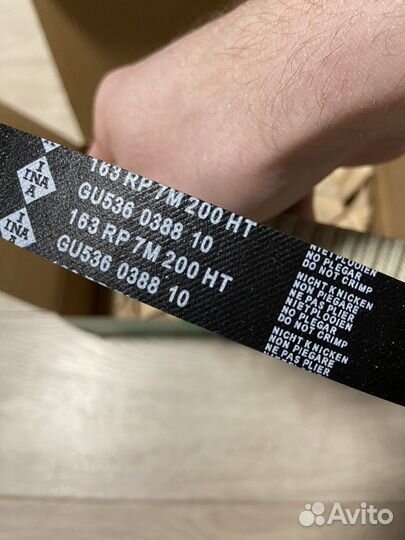 163 RP 7M 200 HT
INA
GU536 0388 10
A
163 RP 7M 200 HT
I
INA
GU536 0388 10
NIET PLOOIEN
NO PLEGAR
DO NOT CRIMP
NICHT KNICKEN
NON PIEGARE
NE PAS PLIER
NIET PLOOIEN
NO PLEGAR
DO NOT CRIMP
NICHT KNICKEN
NON PIEGARE
NE PAS PLIER
Avito